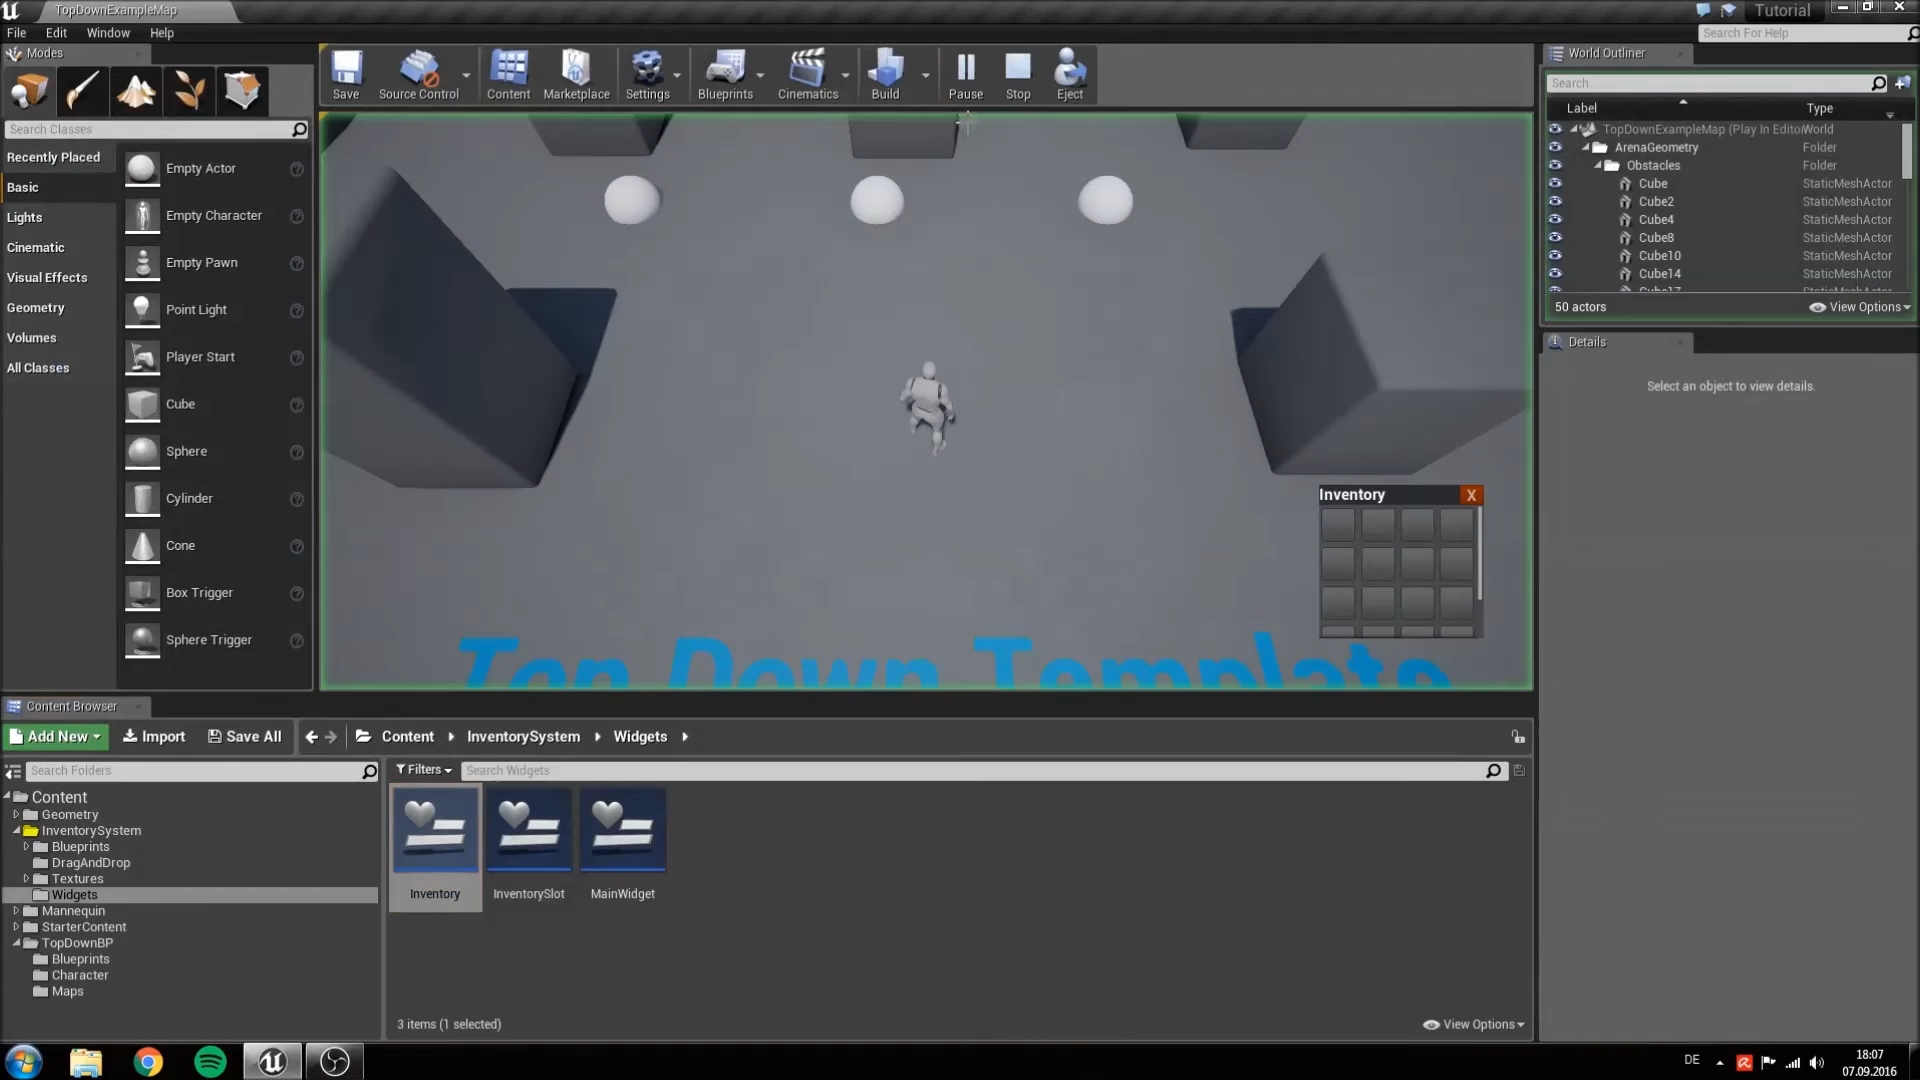 TopDownExampleMap
Tutorial
File Edit Window Help
Search For Help
Modes
Save
Source Control
Content
Marketplace
Settings
Blueprints
Cinematics
Build
Pause
Stop
Eject
World Outliner
Search Classes
Search...
Label Type
Recently Placed
Basic
Lights
Cinematic
Visual Effects
Geometry
Volumes
All Classes
Empty Actor
Empty Character
Empty Pawn
Point Light
Player Start
Cube
Sphere
Cylinder
Cone
Box Trigger
Sphere Trigger
TopDownExampleMap (Play In Editor World
ArenaGeometry Folder
Obstacles Folder
Cube StaticMeshActor
Cube2 StaticMeshActor
Cube4 StaticMeshActor
Cube8 StaticMeshActor
Cube10 StaticMeshActor
Cube14 StaticMeshActor
Cube17 StaticMeshActor
50 actors View Options
Details
Select an object to view details.
Inventory X
Top Down Template
Content Browser
Add New Import Save All Content InventorySystem Widgets
Search Folders
Filters Search Widgets
Content
Geometry
InventorySystem
Blueprints
DragAndDrop
Textures
Widgets
Mannequin
StarterContent
TopDownBP
Blueprints
Character
Maps
Inventory
InventorySlot
MainWidget
3 items (1 selected) View Options
DE
18:07
07.09.2016